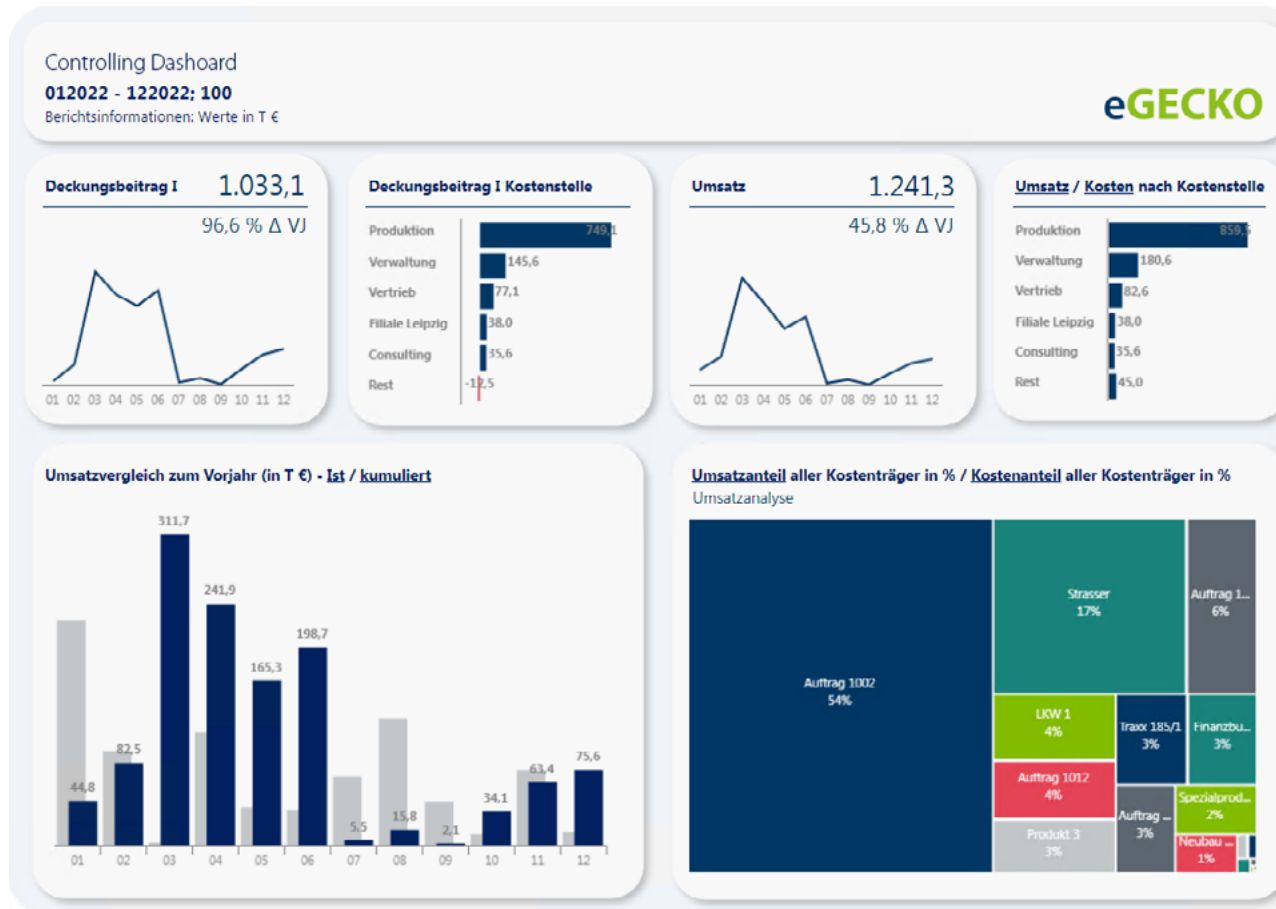 Controlling Dashoard
012022 - 122022; 100
Berichtsinformationen: Werte in T €
eGECKO
Deckungsbeitrag I 1.033,1
96,6 % Δ VJ
01 02 03 04 05 06 07 08 09 10 11 12
Deckungsbeitrag I Kostenstelle
Produktion 749,1
Verwaltung 145,6
Vertrieb 77,1
Filiale Leipzig 38,0
Consulting 35,6
Rest -12,5
Umsatz 1.241,3
45,8 % Δ VJ
01 02 03 04 05 06 07 08 09 10 11 12
Umsatz / Kosten nach Kostenstelle
Produktion 859,5
Verwaltung 180,6
Vertrieb 82,6
Filiale Leipzig 38,0
Consulting 35,6
Rest 45,0
Umsatzvergleich zum Vorjahr (in T €) - Ist / kumuliert
44,8 82,5 311,7 241,9 165,3 198,7 5,5 15,8 2,1 34,1 63,4 75,6
01 02 03 04 05 06 07 08 09 10 11 12
Umsatzanteil aller Kostenträger in % / Kostenanteil aller Kostenträger in %
Umsatzanalyse
Auftrag 1002
54%
Strasser
17%
Auftrag 1...
6%
LKW 1
4%
Auftrag 1012
4%
Produkt 3
3%
Traxx 185/1
3%
Finanzbu...
3%
Auftrag ...
3%
Spezialprod...
2%
Neubau ...
1%